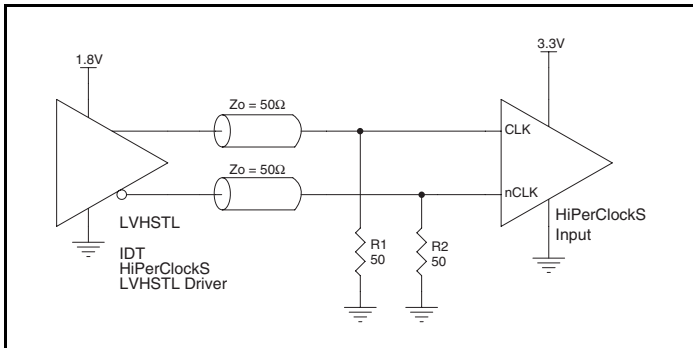 1.8V
3.3V
Zo = 50Ω
CLK
Zo = 50Ω
nCLK
LVHSTL
IDT
HiPerClockS
LVHSTL Driver
R1
50
R2
50
HiPerClockS
Input